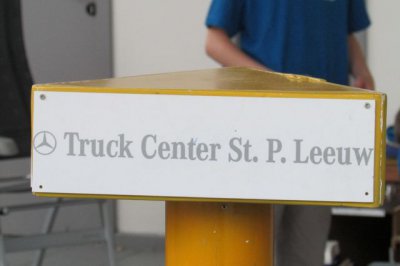 Truck Center St. P. Leeuw